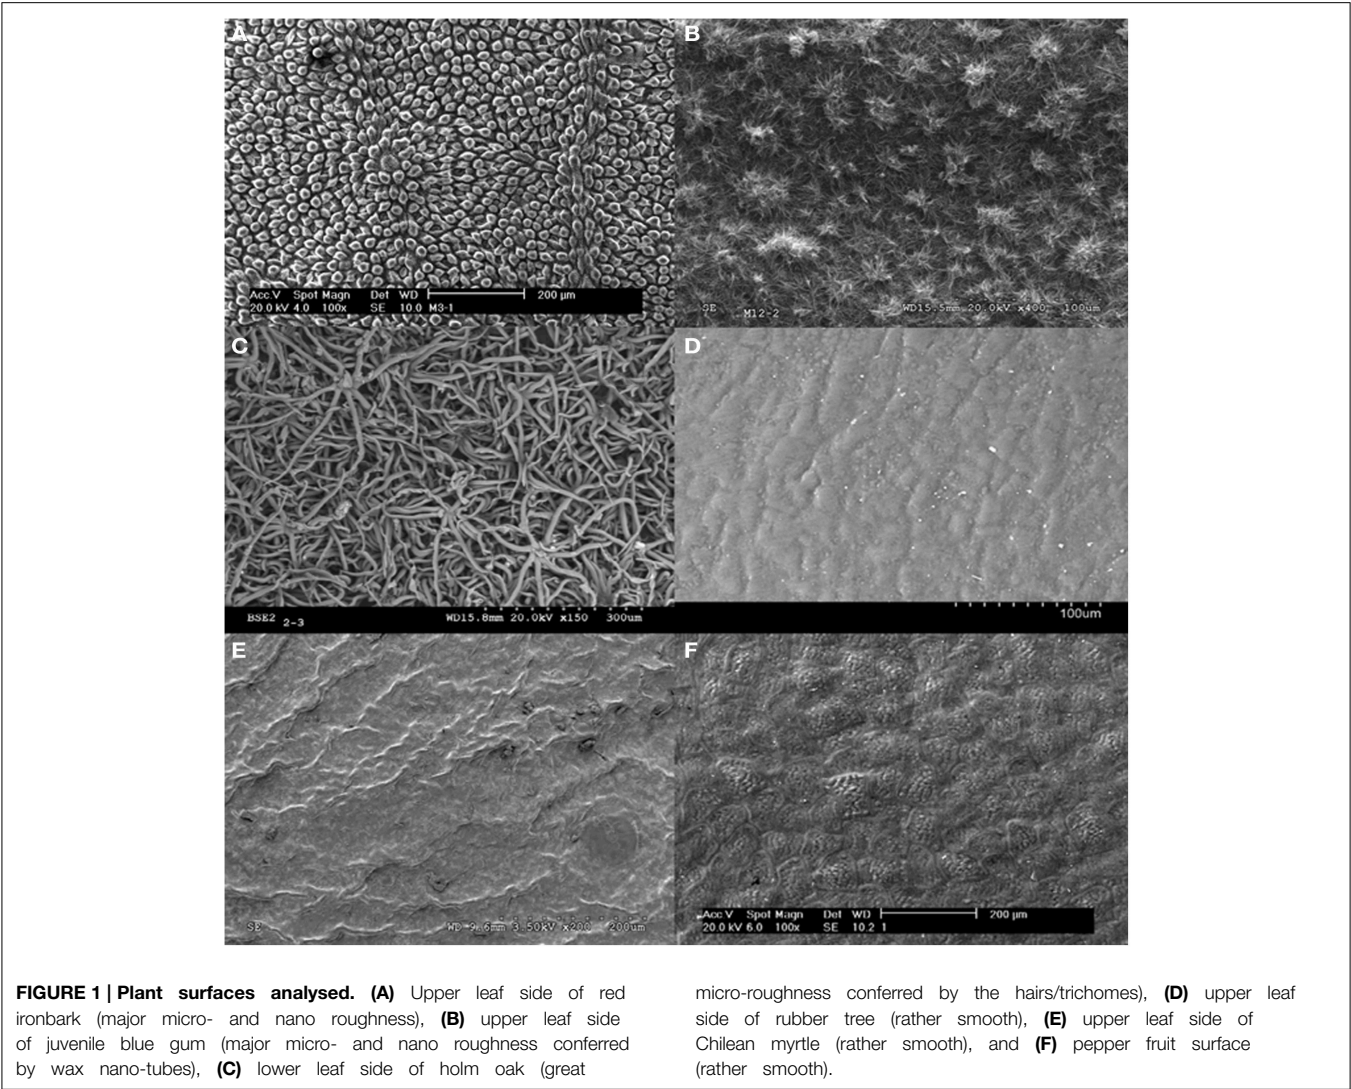 A
B
Acc.V Spot Magn Det WD 200 µm
20.0 kV 4.0 100x SE 10.0 M3-1
SE M12-2 WD15.5mm 20.0kV x400 100um
C
D
BSE2 2-3 WD15.8mm 20.0kV x150 300um
100um
E
F
SE WD 9.6mm 3.50kV x200 200um
Acc.V Spot Magn Det WD 200 µm
20.0 kV 6.0 100x SE 10.2 1
FIGURE 1 | Plant surfaces analysed. (A) Upper leaf side of red
ironbark (major micro- and nano roughness), (B) upper leaf side
of juvenile blue gum (major micro- and nano roughness conferred
by wax nano-tubes), (C) lower leaf side of holm oak (great
micro-roughness conferred by the hairs/trichomes), (D) upper leaf
side of rubber tree (rather smooth), (E) upper leaf side of
Chilean myrtle (rather smooth), and (F) pepper fruit surface
(rather smooth).